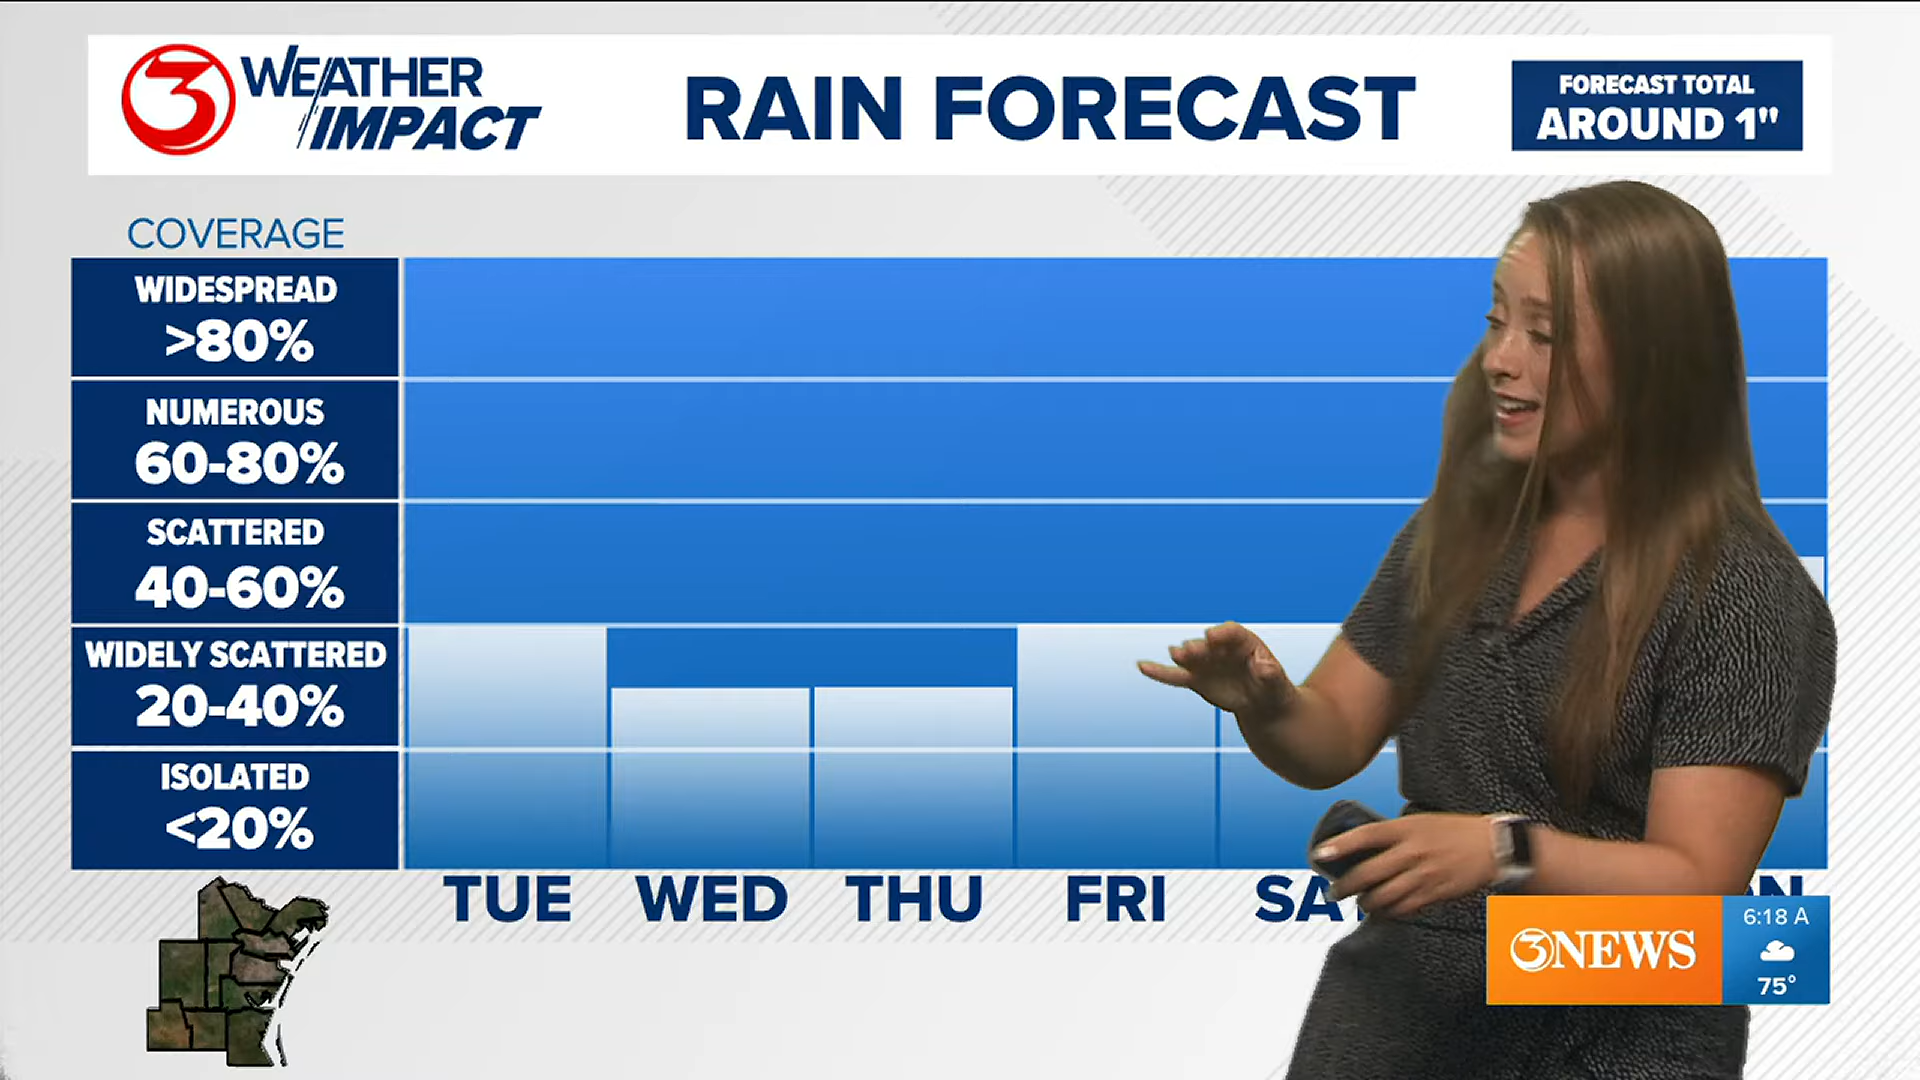 3 WEATHER IMPACT
RAIN FORECAST
FORECAST TOTAL
AROUND 1"
COVERAGE
WIDESPREAD
>80%
NUMEROUS
60-80%
SCATTERED
40-60%
WIDELY SCATTERED
20-40%
ISOLATED
<20%
TUE WED THU FRI
3NEWS
6:18 A
75°